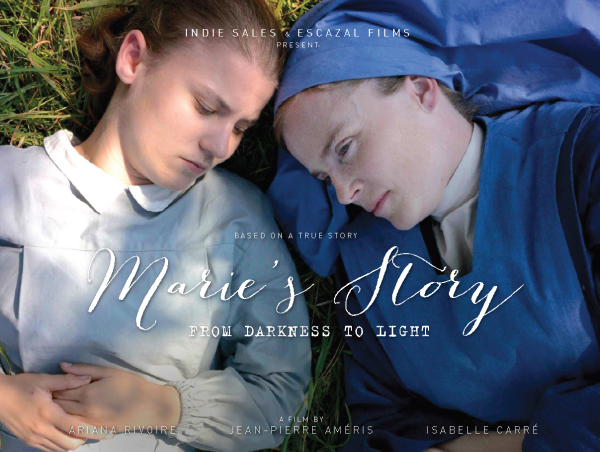 INDIE SALES & ESCAZAL FILMS
PRESENT
BASED ON A TRUE STORY
Marie's Story
FROM DARKNESS TO LIGHT
A FILM BY
ARIANA RIVOIRE JEAN-PIERRE AMÉRIS ISABELLE CARRÉ